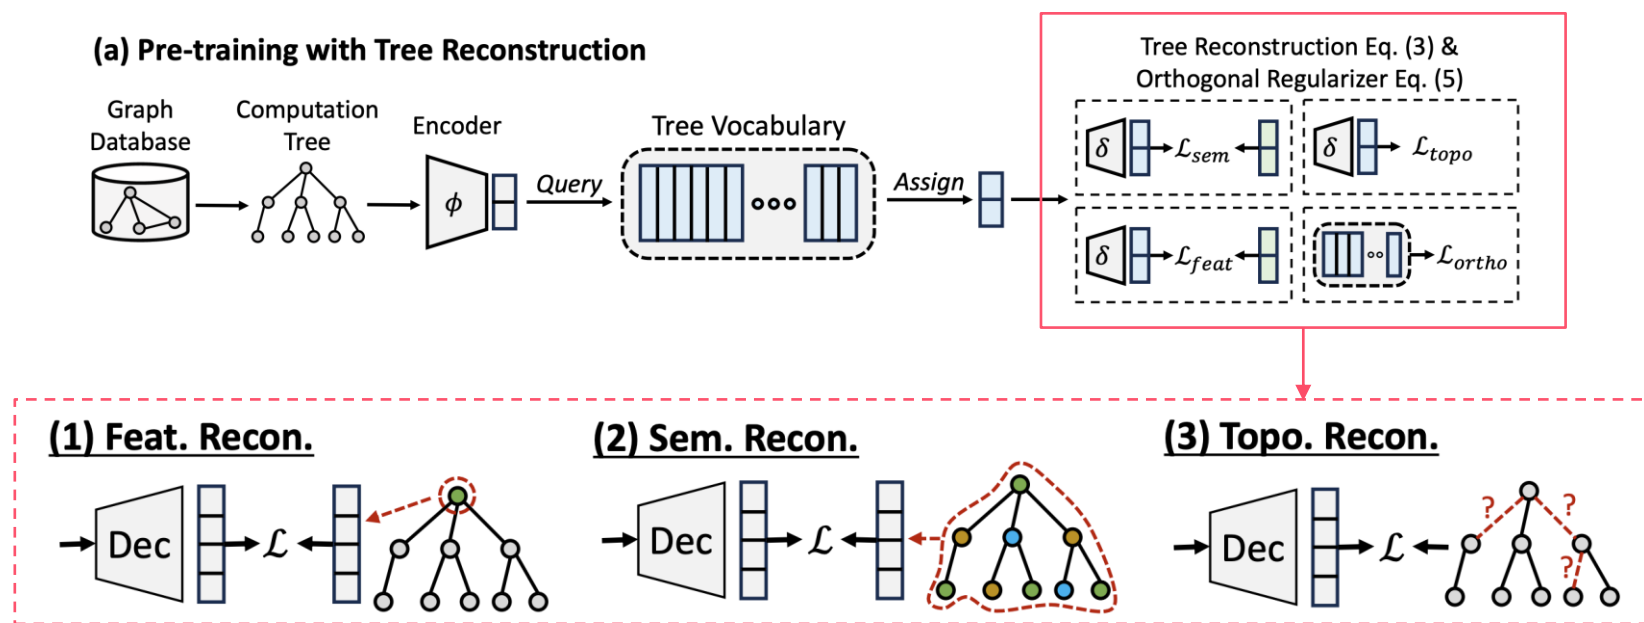 (a) Pre-training with Tree Reconstruction
Graph
Database
Computation
Tree
Encoder
ϕ
Query
Tree Vocabulary
Assign
Tree Reconstruction Eq. (3) &
Orthogonal Regularizer Eq. (5)
δ
ℒsem
δ
ℒtopo
δ
ℒfeat
ℒortho
(1) Feat. Recon.
Dec
ℒ
(2) Sem. Recon.
Dec
ℒ
(3) Topo. Recon.
Dec
ℒ
?
?
?